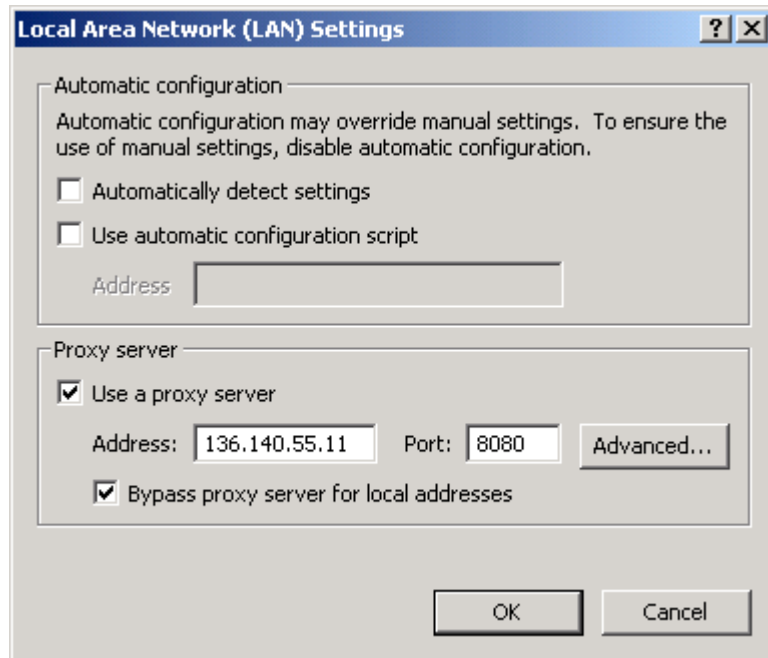 Local Area Network (LAN) Settings
Automatic configuration
Automatic configuration may override manual settings.  To ensure the
use of manual settings, disable automatic configuration.
Automatically detect settings
Use automatic configuration script
Address
Proxy server
Use a proxy server
Address: 136.140.55.11 Port: 8080 Advanced...
Bypass proxy server for local addresses
OK Cancel